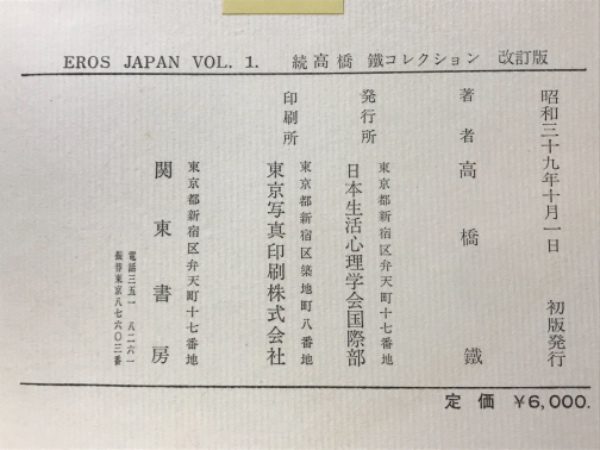 EROS JAPAN VOL. 1. 続高橋 鐵コレクション 改訂版
昭和三十九年十月一日 初版発行
著者 高橋鐵
発行所
東京都新宿区弁天町十七番地
日本生活心理学会国際部
印刷所
東京都新宿区築地町八番地
東京写真印刷株式会社
東京都新宿区弁天町十七番地
関東書房
電話三五一 八二六一
振替東京八七六〇三番
定価 ¥6,000.